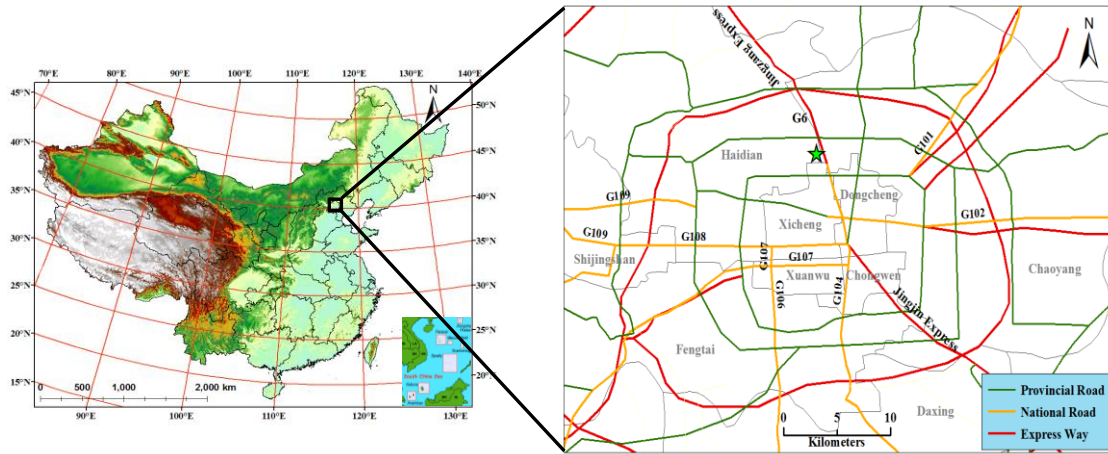 70°E 80°E 90°E 100°E 110°E 120°E 130°E 140°E
N
45°N
40°N
35°N
30°N
25°N
20°N
15°N
50°N
45°N
40°N
35°N
30°N
25°N
20°N
0 500 1,000 2,000 km
South China Sea
90°E 100°E 110°E 120°E 130°E
Jingzang Express
N
G6
G101
Haidian
Dongcheng
G109
Xicheng
G102
G109
G108
G107
G107
Shijingshan
Xuanwu
Chongwen
Chaoyang
G106
G104
Jingjin Express
Fengtai
Daxing
0 5 10
Kilometers
Provincial Road
National Road
Express Way